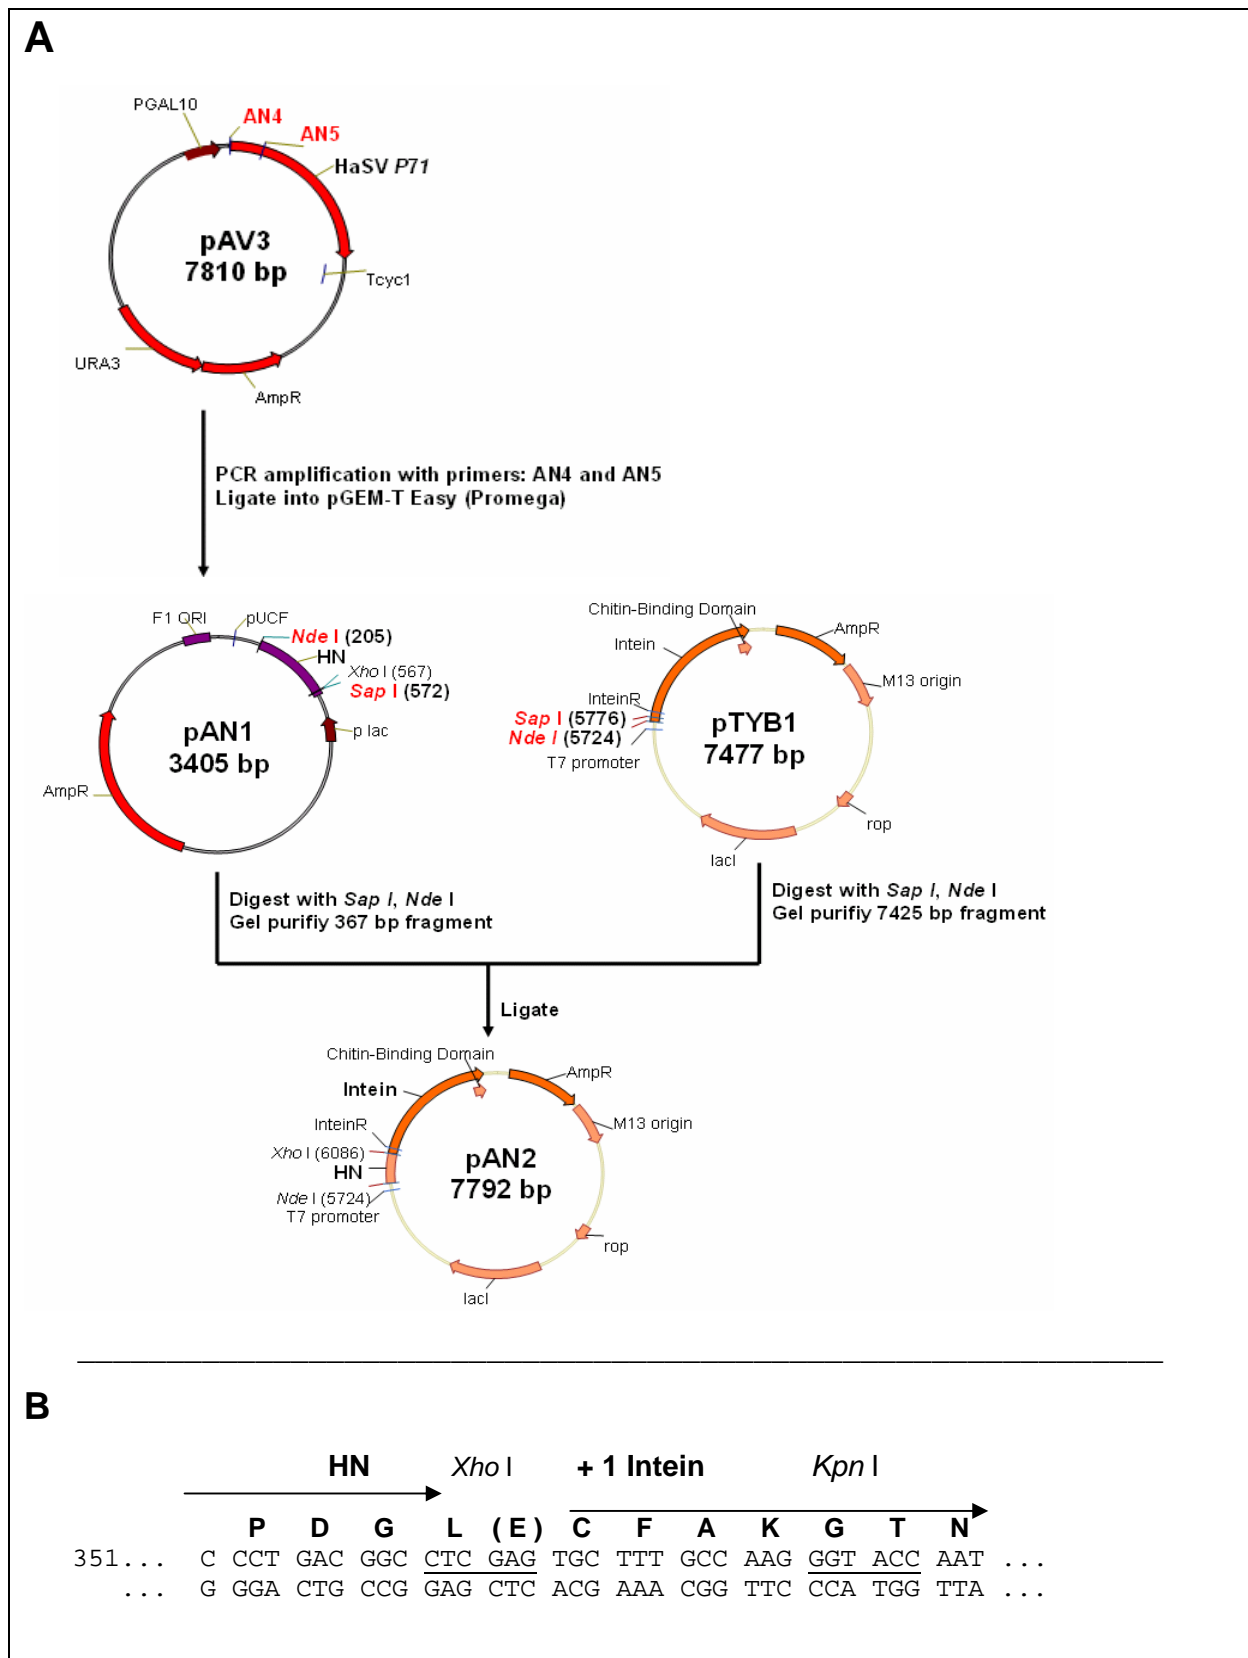 A
PGAL10
AN4
AN5
HaSV P71
pAV3
7810 bp
Tcyc1
URA3
AmpR
PCR amplification with primers: AN4 and AN5
Ligate into pGEM-T Easy (Promega)
F1 ORI
pUCF
Nde I (205)
HN
Xho I (567)
Sap I (572)
p lac
pAN1
3405 bp
AmpR
Chitin-Binding Domain
AmpR
Intein
M13 origin
InteinR
Sap I (5776)
Nde I (5724)
T7 promoter
pTYB1
7477 bp
rop
lacI
Digest with Sap I, Nde I
Gel purifiy 367 bp fragment
Digest with Sap I, Nde I
Gel purifiy 7425 bp fragment
Ligate
Chitin-Binding Domain
AmpR
Intein
InteinR
M13 origin
Xho I (6086)
HN
pAN2
7792 bp
Nde I (5724)
T7 promoter
rop
lacI
B
HN Xho I + 1 Intein Kpn I
P D G L (E) C F A K G T N
351... C CCT GAC GGC CTC GAG TGC TTT GCC AAG GGT ACC AAT ...
... G GGA CTG CCG GAG CTC ACG AAA CGG TTC CCA TGG TTA ...